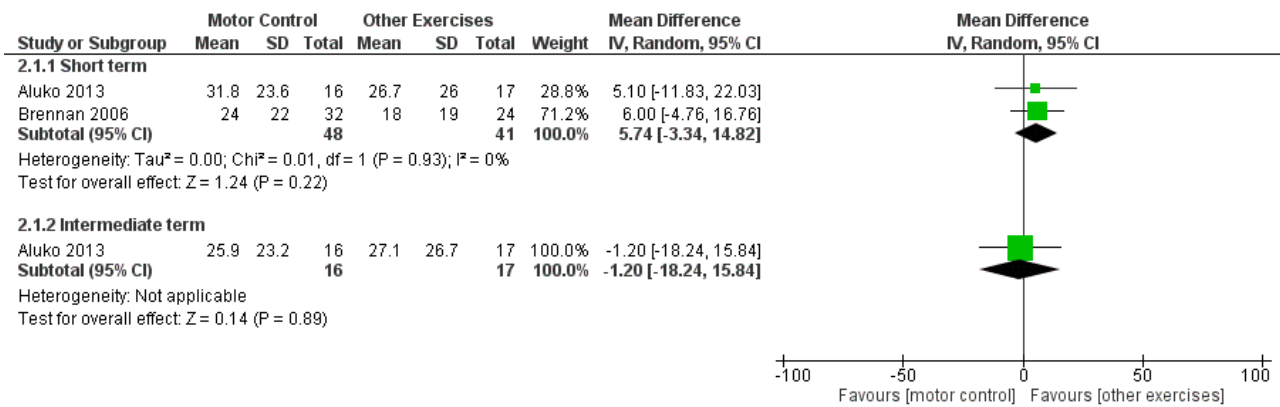 Motor Control Other Exercises Mean Difference Mean Difference
Study or Subgroup Mean SD Total Mean SD Total Weight IV, Random, 95% CI IV, Random, 95% CI
2.1.1 Short term
Aluko 2013 31.8 23.6 16 26.7 26 17 28.8% 5.10 [-11.83, 22.03]
Brennan 2006 24 22 32 18 19 24 71.2% 6.00 [-4.76, 16.76]
Subtotal (95% CI) 48 41 100.0% 5.74 [-3.34, 14.82]
Heterogeneity: Tau² = 0.00; Chi² = 0.01, df = 1 (P = 0.93); I² = 0%
Test for overall effect: Z = 1.24 (P = 0.22)
2.1.2 Intermediate term
Aluko 2013 25.9 23.2 16 27.1 26.7 17 100.0% -1.20 [-18.24, 15.84]
Subtotal (95% CI) 16 17 100.0% -1.20 [-18.24, 15.84]
Heterogeneity: Not applicable
Test for overall effect: Z = 0.14 (P = 0.89)
-100 -50 0 50 100
Favours [motor control] Favours [other exercises]